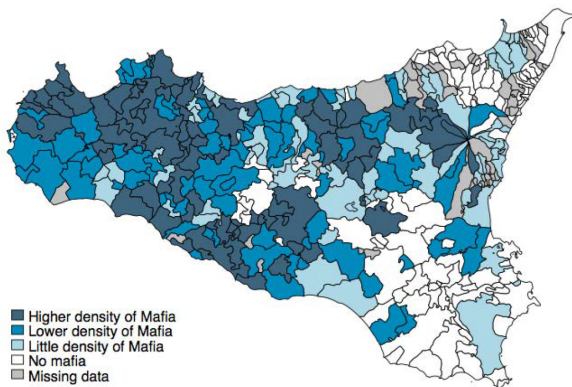 Higher density of Mafia
Lower density of Mafia
Little density of Mafia
No mafia
Missing data